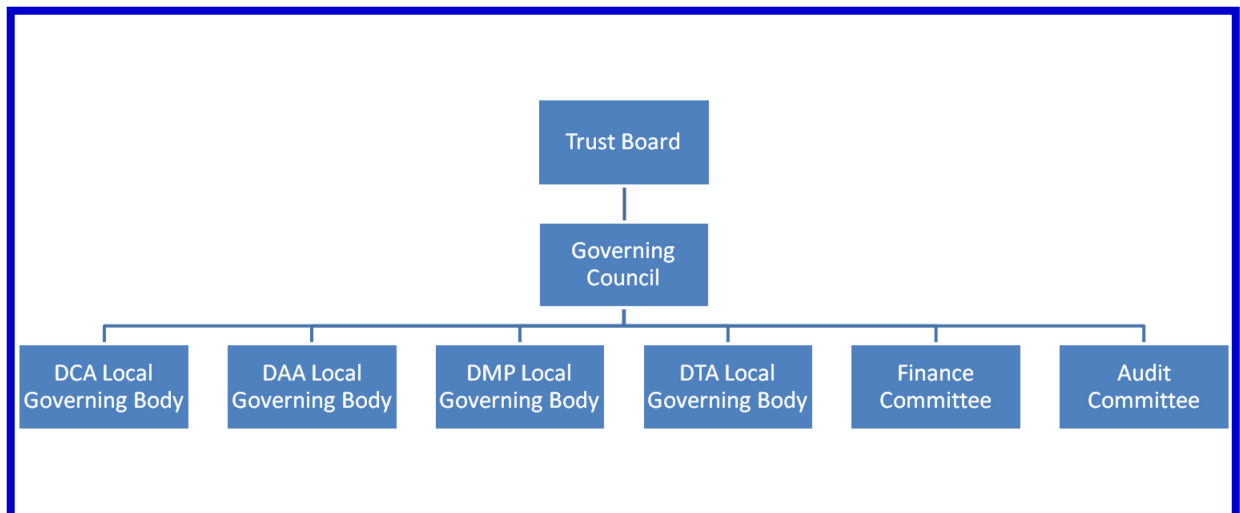 Trust Board
Governing
Council
DCA Local
Governing Body
DAA Local
Governing Body
DMP Local
Governing Body
DTA Local
Governing Body
Finance
Committee
Audit
Committee